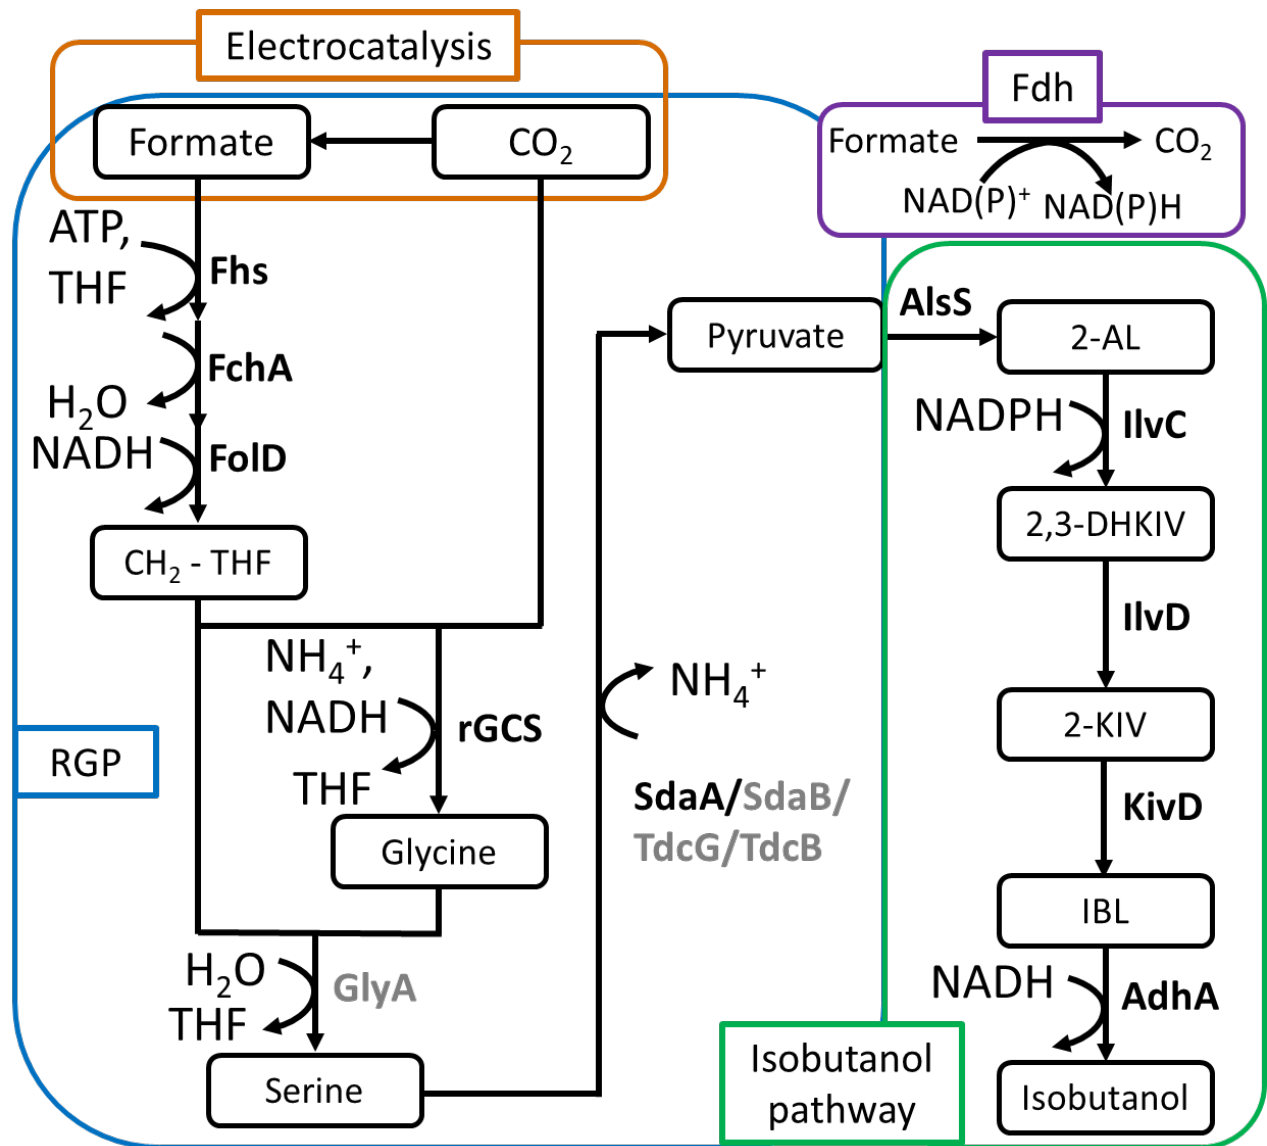 Electrocatalysis
Formate
CO₂
Fdh
Formate
CO₂
NAD(P)⁺
NAD(P)H
ATP,
THF
Fhs
FchA
H₂O
NADH
FolD
CH₂ - THF
NH₄⁺,
NADH
THF
rGCS
Glycine
RGP
H₂O
THF
GlyA
Serine
NH₄⁺
SdaA/SdaB/
TdcG/TdcB
Pyruvate
AlsS
2-AL
NADPH
IlvC
2,3-DHKIV
IlvD
2-KIV
KivD
IBL
NADH
AdhA
Isobutanol
Isobutanol
pathway